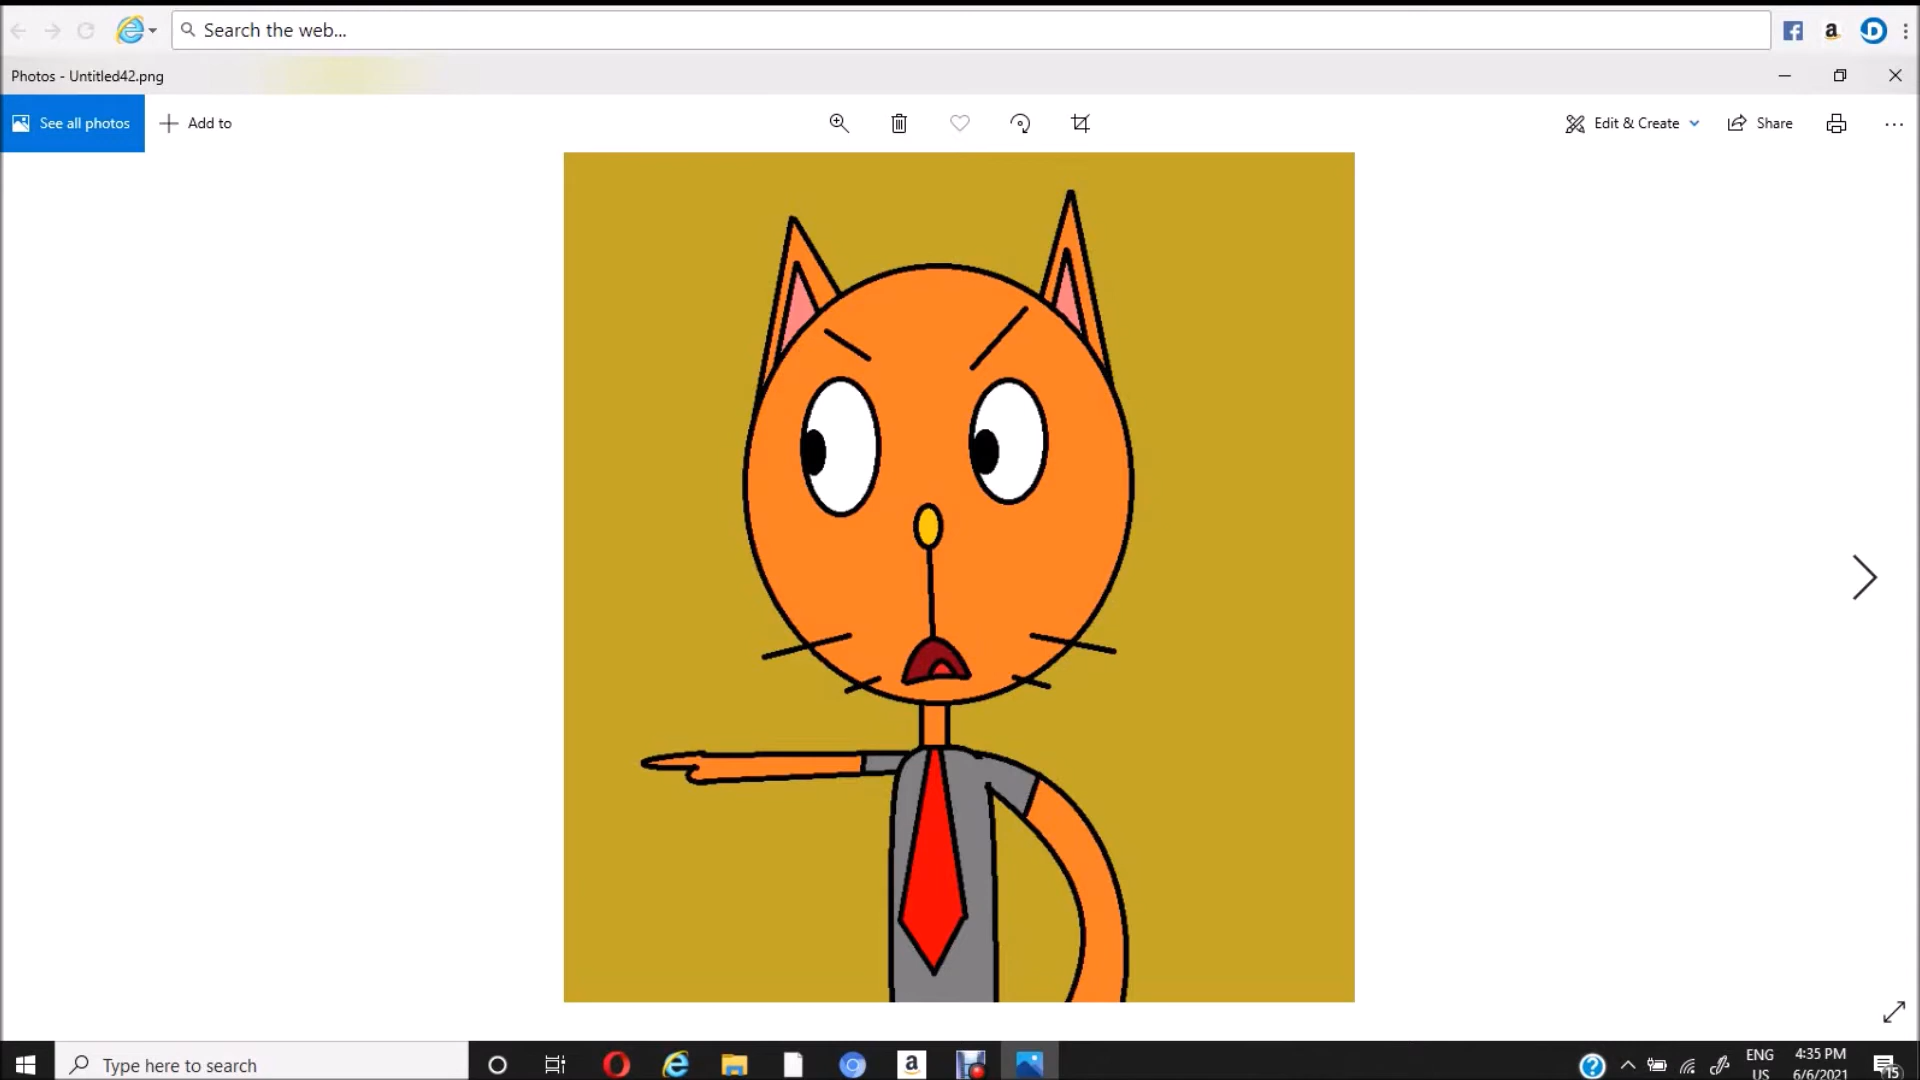 Search the web...
Photos - Untitled42.png
See all photos
Add to
Edit & Create
Share
Type here to search
a
a
ENG
US
4:35 PM
6/6/2021
15